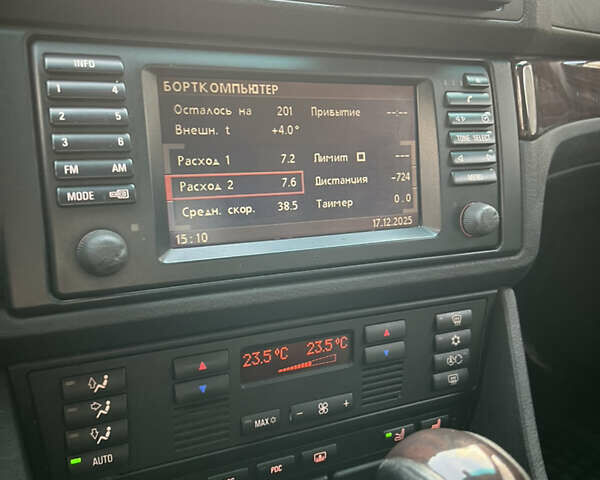 INFO
1 4
2 5
3 6
FM AM
MODE
БОРТКОМПЬЮТЕР
Осталось на 201 Прибытие --:--
Внешн. t +4.0°
Расход 1 7.2 Лимит ---
Расход 2 7.6 Дистанция -724
Средн. скор. 38.5 Таймер 0.0
15:10 17.12.2025
TONE SELECT
MENU
23.5°C 23.5°C
MAX
- +
AUTO
PDC